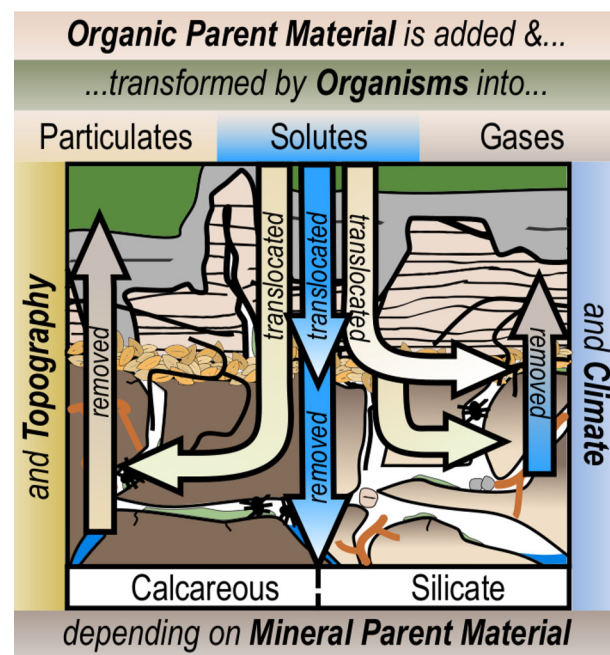 Organic Parent Material is added &...
...transformed by Organisms into...
Particulates
Solutes
Gases
and Topography
removed
translocated
translocated
translocated
removed
removed
and Climate
Calcareous
Silicate
depending on Mineral Parent Material